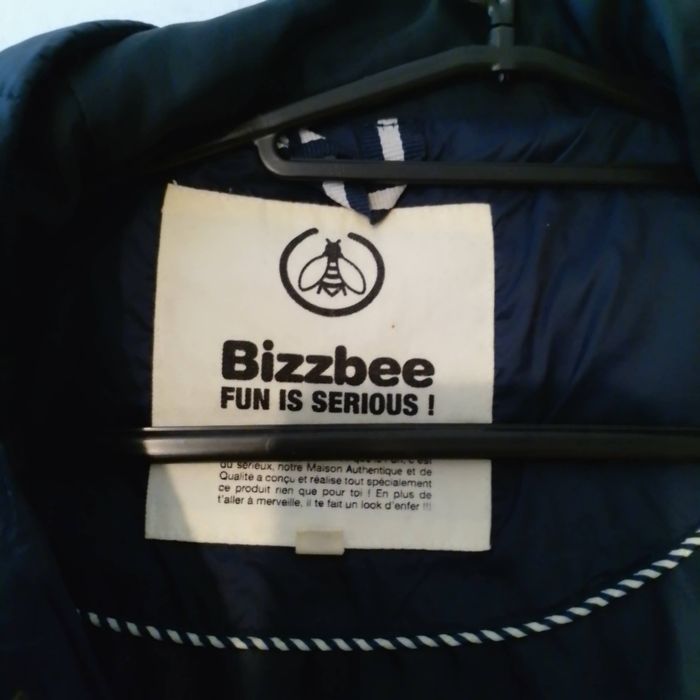 Bizzbee
FUN IS SERIOUS !
du sérieux, notre Maison Authentique et de
Qualité a conçu et réalise tout spécialement
ce produit rien que pour toi ! En plus de
t'aller à merveille, il te fait un look d'enfer !!!